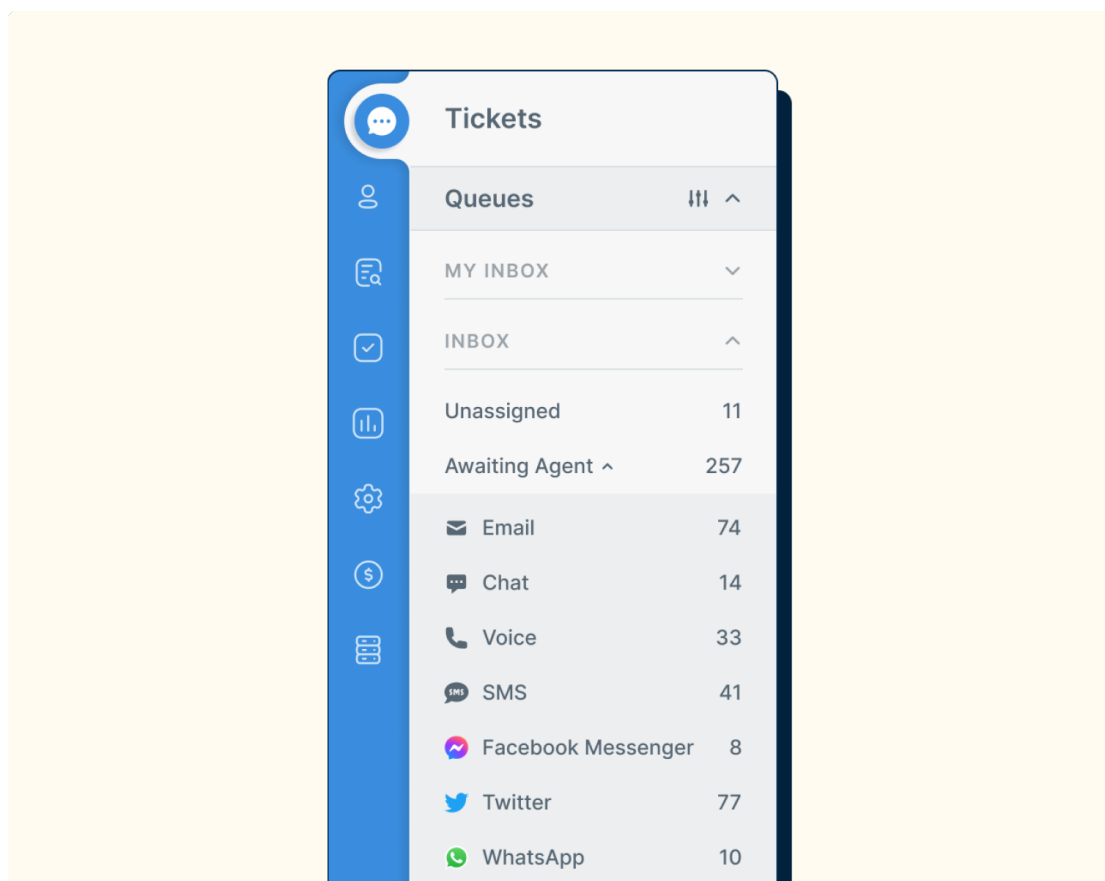 Tickets
Queues
MY INBOX
INBOX
Unassigned 11
Awaiting Agent 257
Email 74
Chat 14
Voice 33
SMS SMS 41
Facebook Messenger 8
Twitter 77
WhatsApp 10